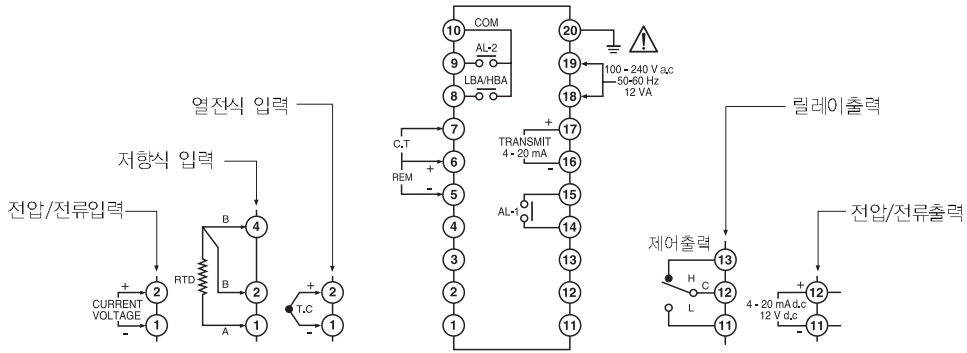 전압/전류입력
+
2
CURRENT
VOLTAGE
-
1
저항식 입력
B
4
RTD
B
2
A
1
열전식 입력
+
2
T.C
-
1
10
COM
9
AL-2
8
LBA/HBA
7
C.T
6
+
REM
-
5
4
3
2
1
20
19
100 - 240 V a.c
50-60 Hz
12 VA
18
+
17
TRANSMIT
4 - 20 mA
16
-
15
AL-1
14
13
12
11
릴레이출력
제어출력
13
H
C
12
L
11
전압/전류출력
+
12
4 - 20 mA d.c
12 V d.c
-
11